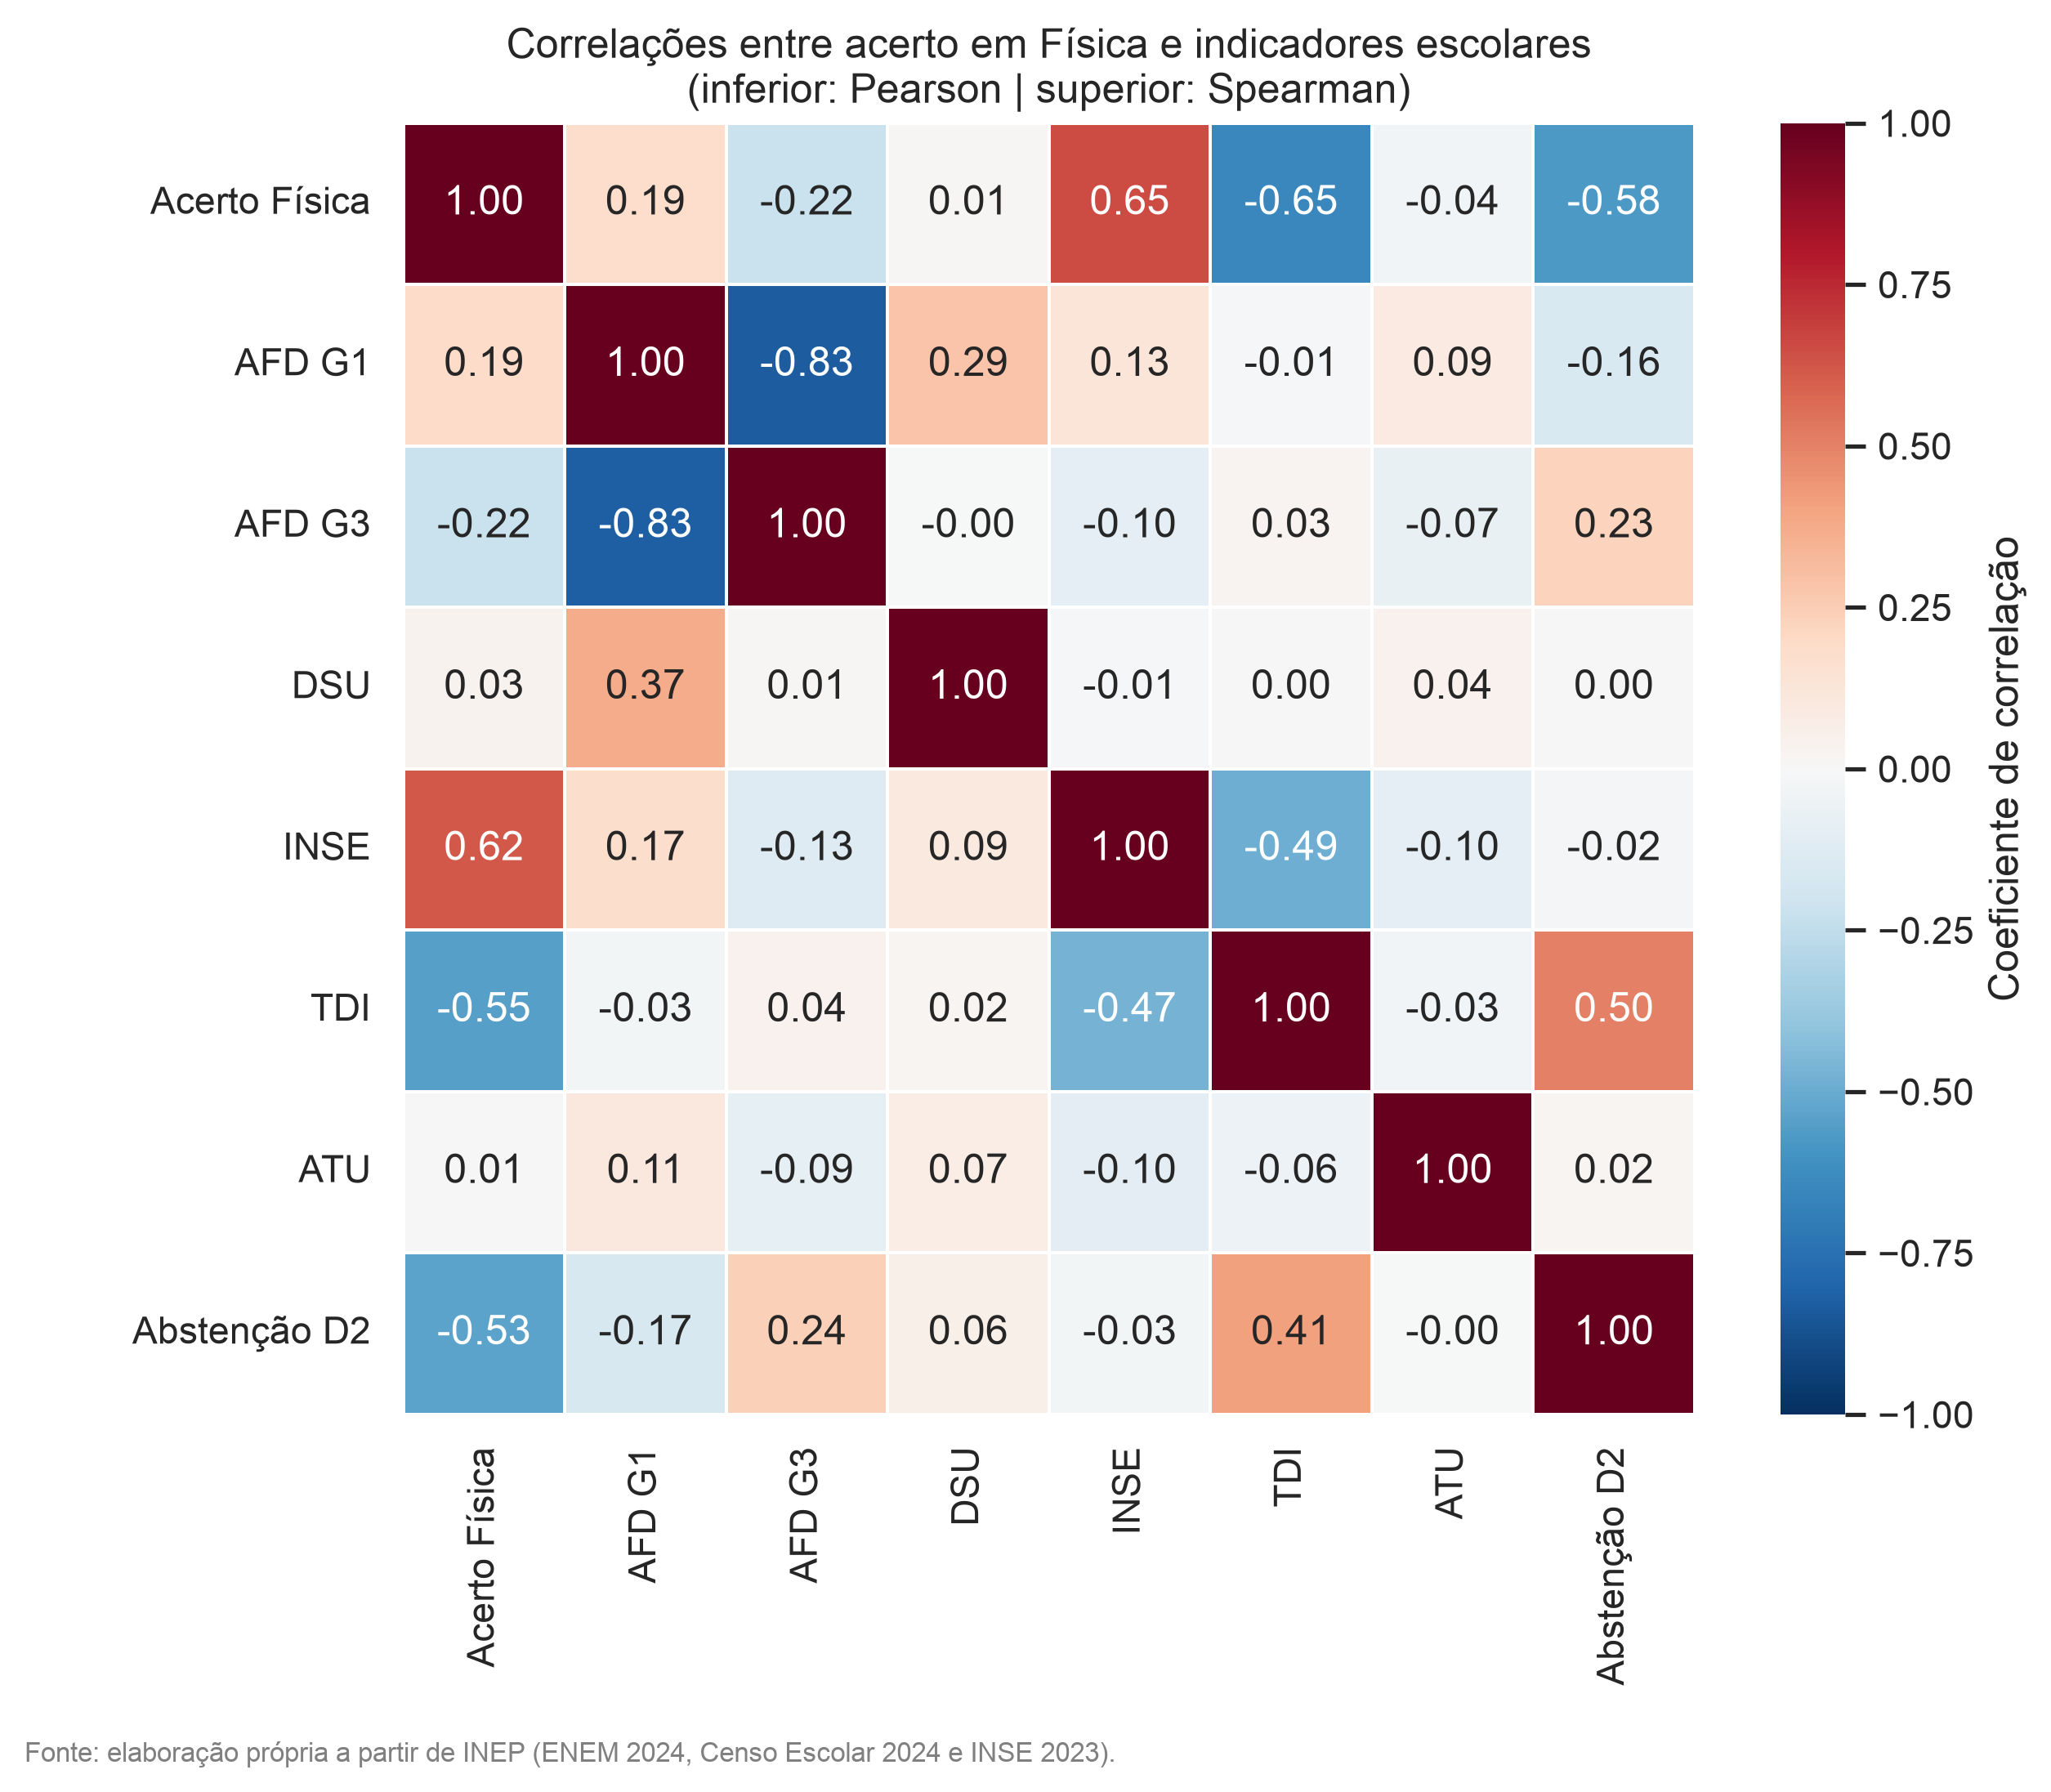 Correlações entre acerto em Física e indicadores escolares
(inferior: Pearson | superior: Spearman)
Acerto Física 1.00 0.19 -0.22 0.01 0.65 -0.65 -0.04 -0.58
AFD G1 0.19 1.00 -0.83 0.29 0.13 -0.01 0.09 -0.16
AFD G3 -0.22 -0.83 1.00 -0.00 -0.10 0.03 -0.07 0.23
DSU 0.03 0.37 0.01 1.00 -0.01 0.00 0.04 0.00
INSE 0.62 0.17 -0.13 0.09 1.00 -0.49 -0.10 -0.02
TDI -0.55 -0.03 0.04 0.02 -0.47 1.00 -0.03 0.50
ATU 0.01 0.11 -0.09 0.07 -0.10 -0.06 1.00 0.02
Abstenção D2 -0.53 -0.17 0.24 0.06 -0.03 0.41 -0.00 1.00
Acerto Física
AFD G1
AFD G3
DSU
INSE
TDI
ATU
Abstenção D2
1.00
0.75
0.50
0.25
0.00
−0.25
−0.50
−0.75
−1.00
Coeficiente de correlação
Fonte: elaboração própria a partir de INEP (ENEM 2024, Censo Escolar 2024 e INSE 2023).